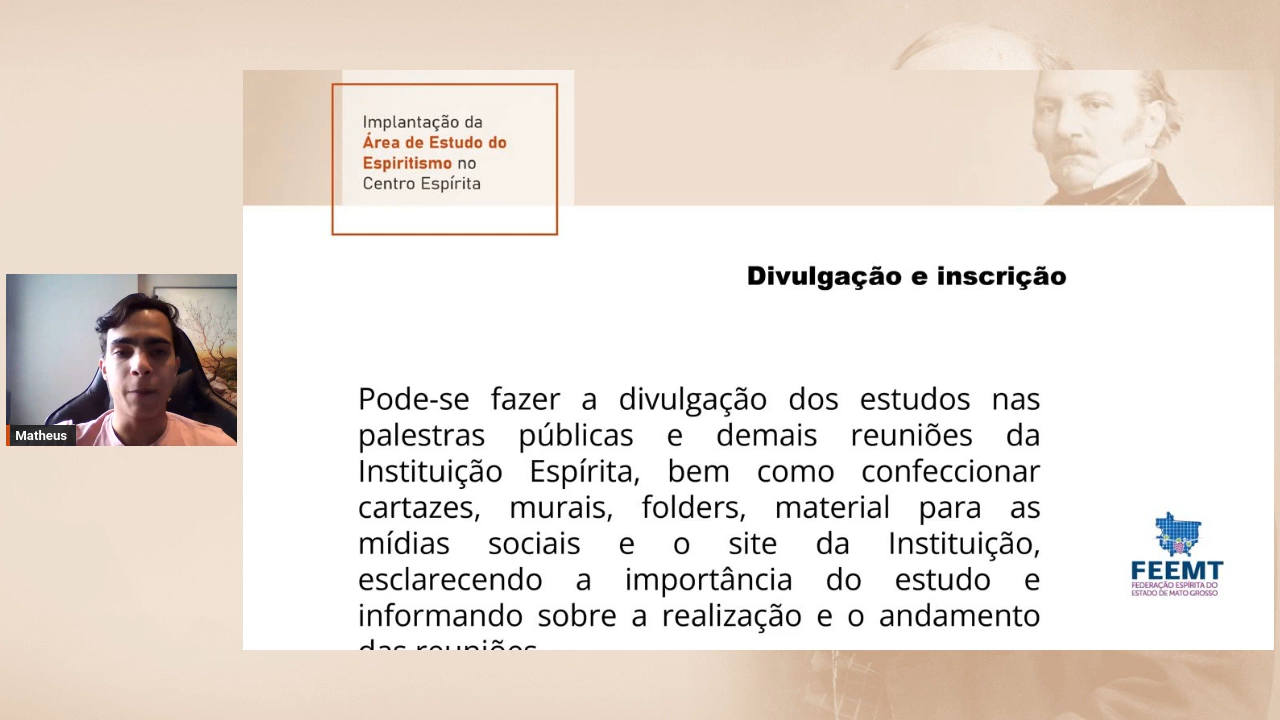 Implantação da
Área de Estudo do
Espiritismo no
Centro Espírita
Divulgação e inscrição
Pode-se fazer a divulgação dos estudos nas
palestras públicas e demais reuniões da
Instituição Espírita, bem como confeccionar
cartazes, murais, folders, material para as
mídias sociais e o site da Instituição,
esclarecendo a importância do estudo e
informando sobre a realização e o andamento
das reuniões
Matheus
FEEMT
FEDERAÇÃO ESPÍRITA DO
ESTADO DE MATO GROSSO